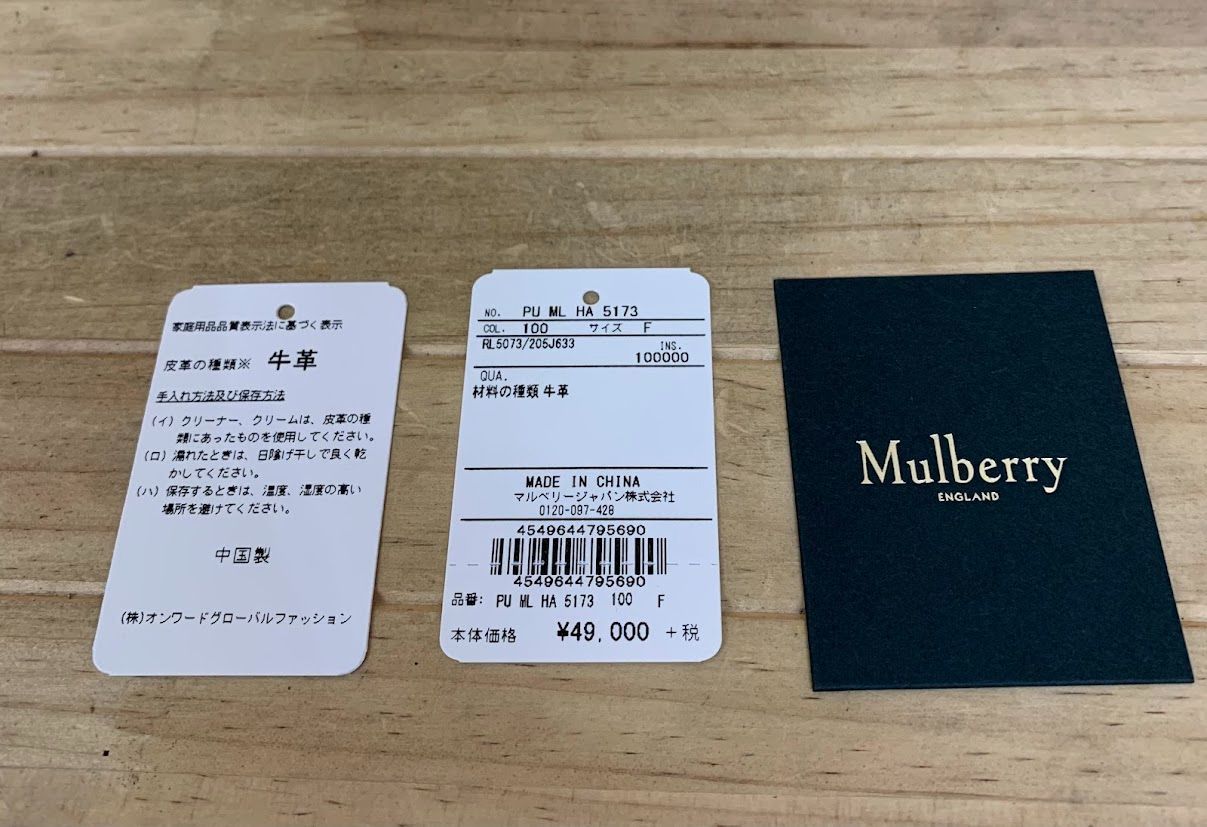 家庭用品品質表示法に基づく表示
皮革の種類※ 牛革
手入れ方法及び保存方法
(イ) クリーナー、クリームは、皮革の種
類にあったものを使用してください。
(ロ) 濡れたときは、日陰げ干しで良く乾
かしてください。
(ハ) 保存するときは、温度、湿度の高い
場所を避けてください。
中国製
(株)オンワードグローバルファッション
NO. PU ML HA 5173
COL. 100 サイズ F
RL5073/205J633 INS.
100000
QUA.
材料の種類 牛革
MADE IN CHINA
マルベリージャパン株式会社
0120-097-428
4549644795690
4549644795690
品番: PU ML HA 5173 100 F
本体価格 ¥49,000 +税
Mulberry
ENGLAND